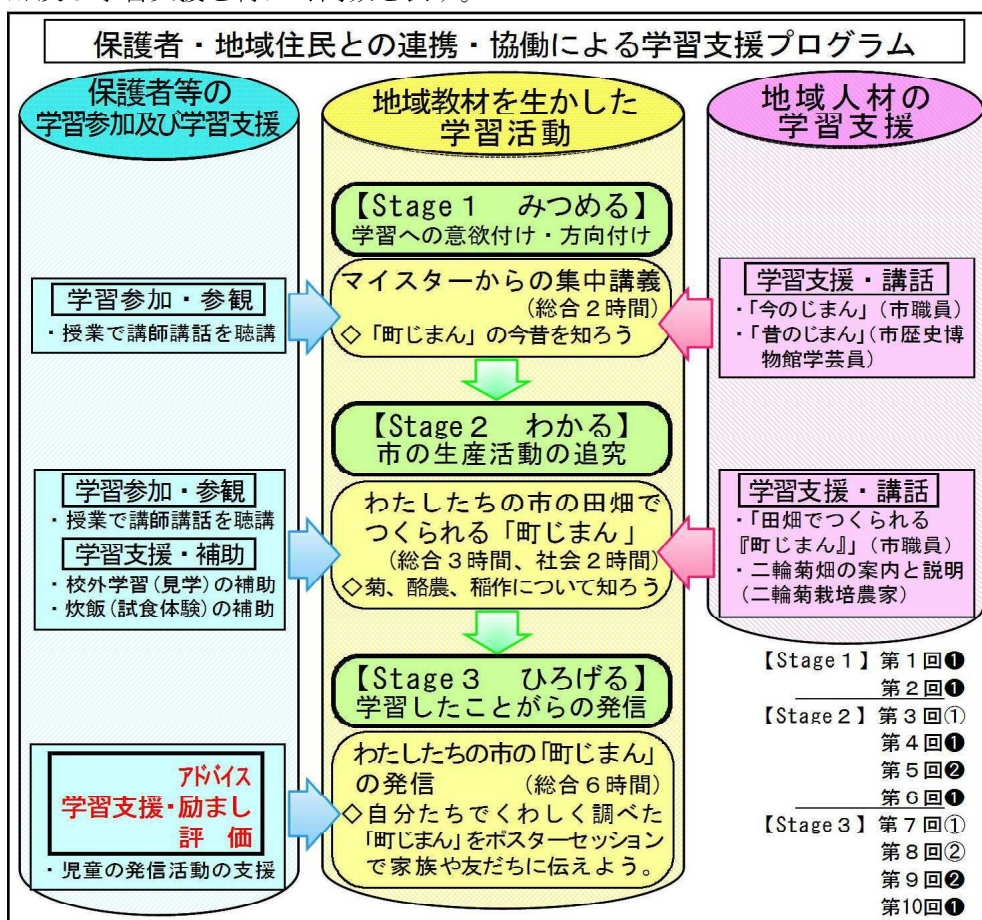 保護者・地域住民との連携・協働による学習支援プログラム
保護者等の
学習参加及び学習支援
地域教材を生かした
学習活動
地域人材の
学習支援
【Stage1 みつめる】
学習への意欲付け・方向付け
学習参加・参観
・授業で講師講話を聴講
マイスターからの集中講義
(総合2時間)
◇「町じまん」の今昔を知ろう
学習支援・講話
・「今のじまん」(市職員)
・「昔のじまん」(市歴史博
物館学芸員)
【Stage2 わかる】
市の生産活動の追究
学習参加・参観
・授業で講師講話を聴講
学習支援・補助
・校外学習(見学)の補助
・炊飯(試食体験)の補助
わたしたちの市の田畑で
つくられる「町じまん」
(総合3時間、社会2時間)
◇菊、酪農、稲作について知ろう
学習支援・講話
・「田畑でつくられる
『町じまん』」(市職員)
・二輪菊畑の案内と説明
(二輪菊栽培農家)
【Stage3 ひろげる】
学習したことがらの発信
アドバイス
学習支援・励まし
評価
・児童の発信活動の支援
わたしたちの市の「町じまん」
の発信 (総合6時間)
◇自分たちでくわしく調べた
「町じまん」をポスターセッション
で家族や友だちに伝えよう。
【Stage1】第1回❶
第2回❶
【Stage2】第3回①
第4回❶
第5回❷
第6回❶
【Stage3】第7回①
第8回②
第9回❷
第10回❶